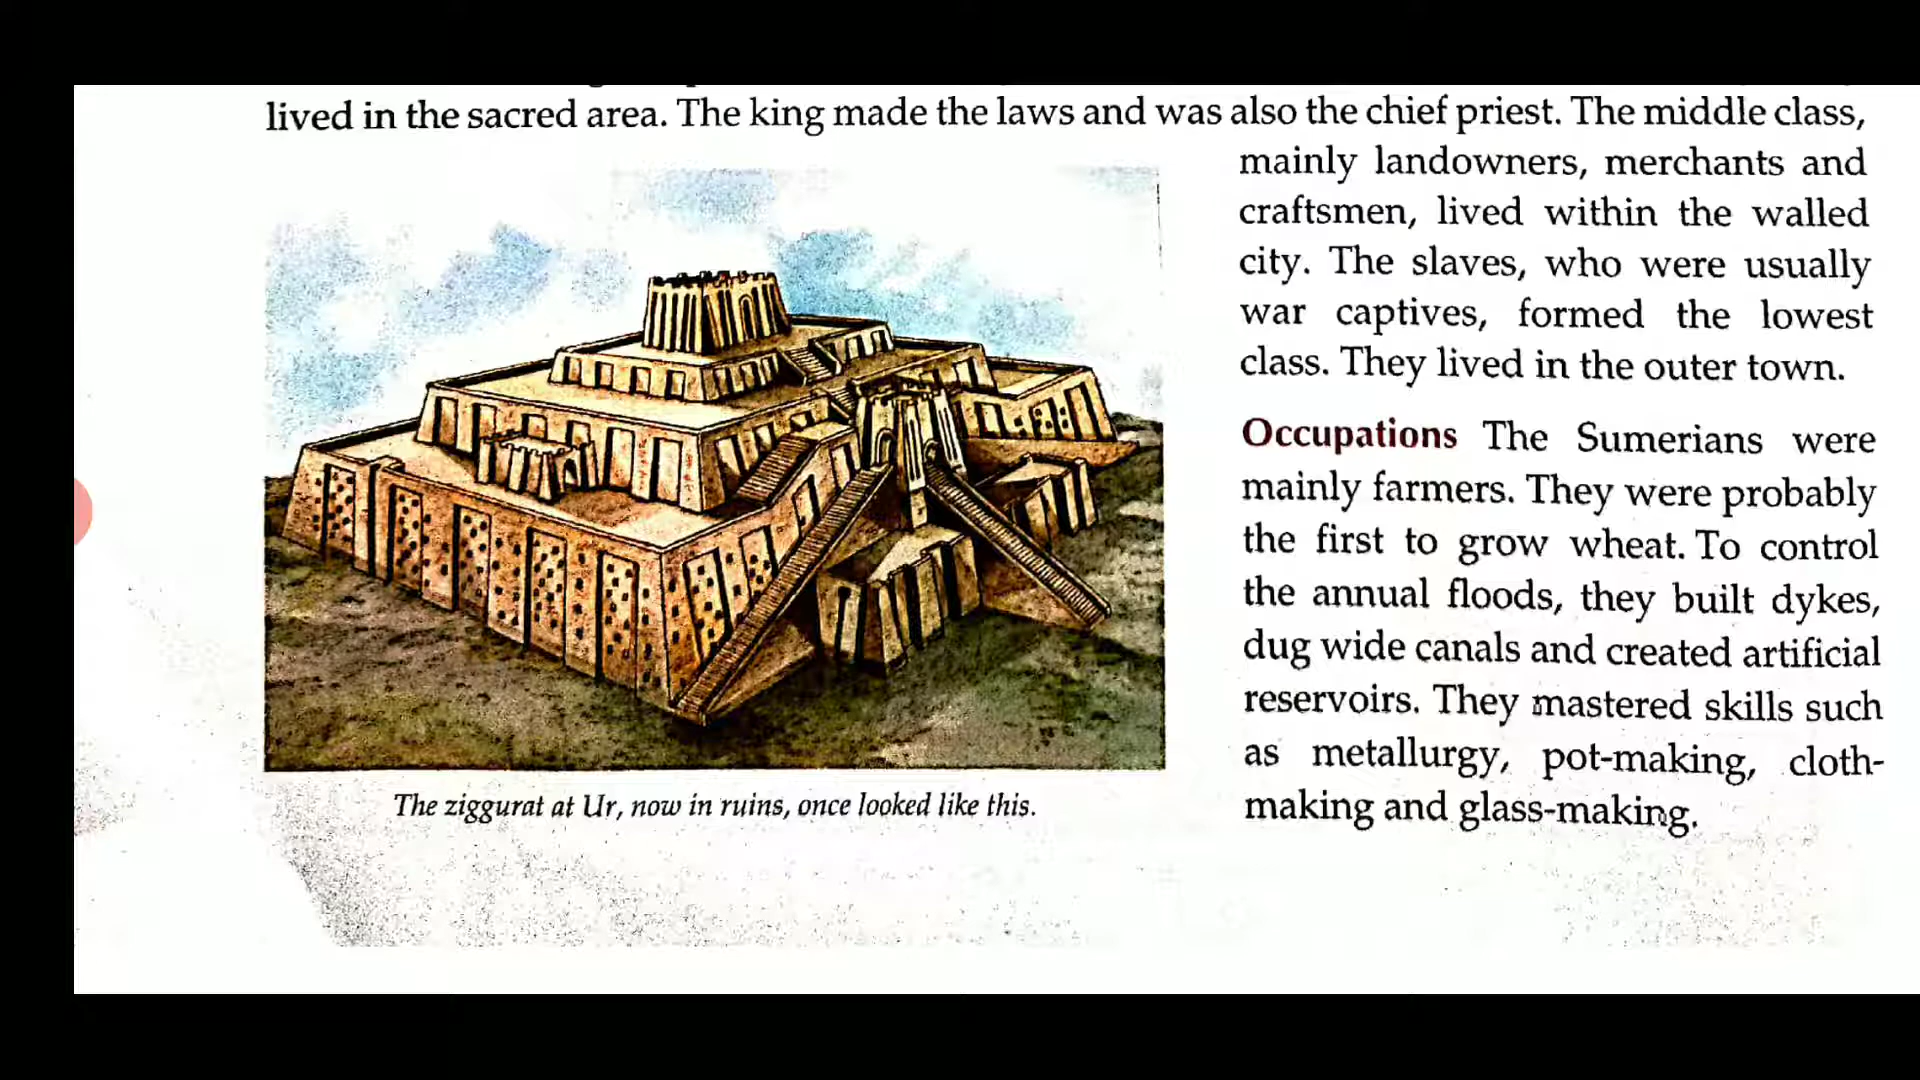 lived in the sacred area. The king made the laws and was also the chief priest. The middle class,
mainly landowners, merchants and
craftsmen, lived within the walled
city. The slaves, who were usually
war captives, formed the lowest
class. They lived in the outer town.
Occupations The Sumerians were
mainly farmers. They were probably
the first to grow wheat. To control
the annual floods, they built dykes,
dug wide canals and created artificial
reservoirs. They mastered skills such
as metallurgy, pot-making, cloth-
making and glass-making.
The ziggurat at Ur, now in ruins, once looked like this.